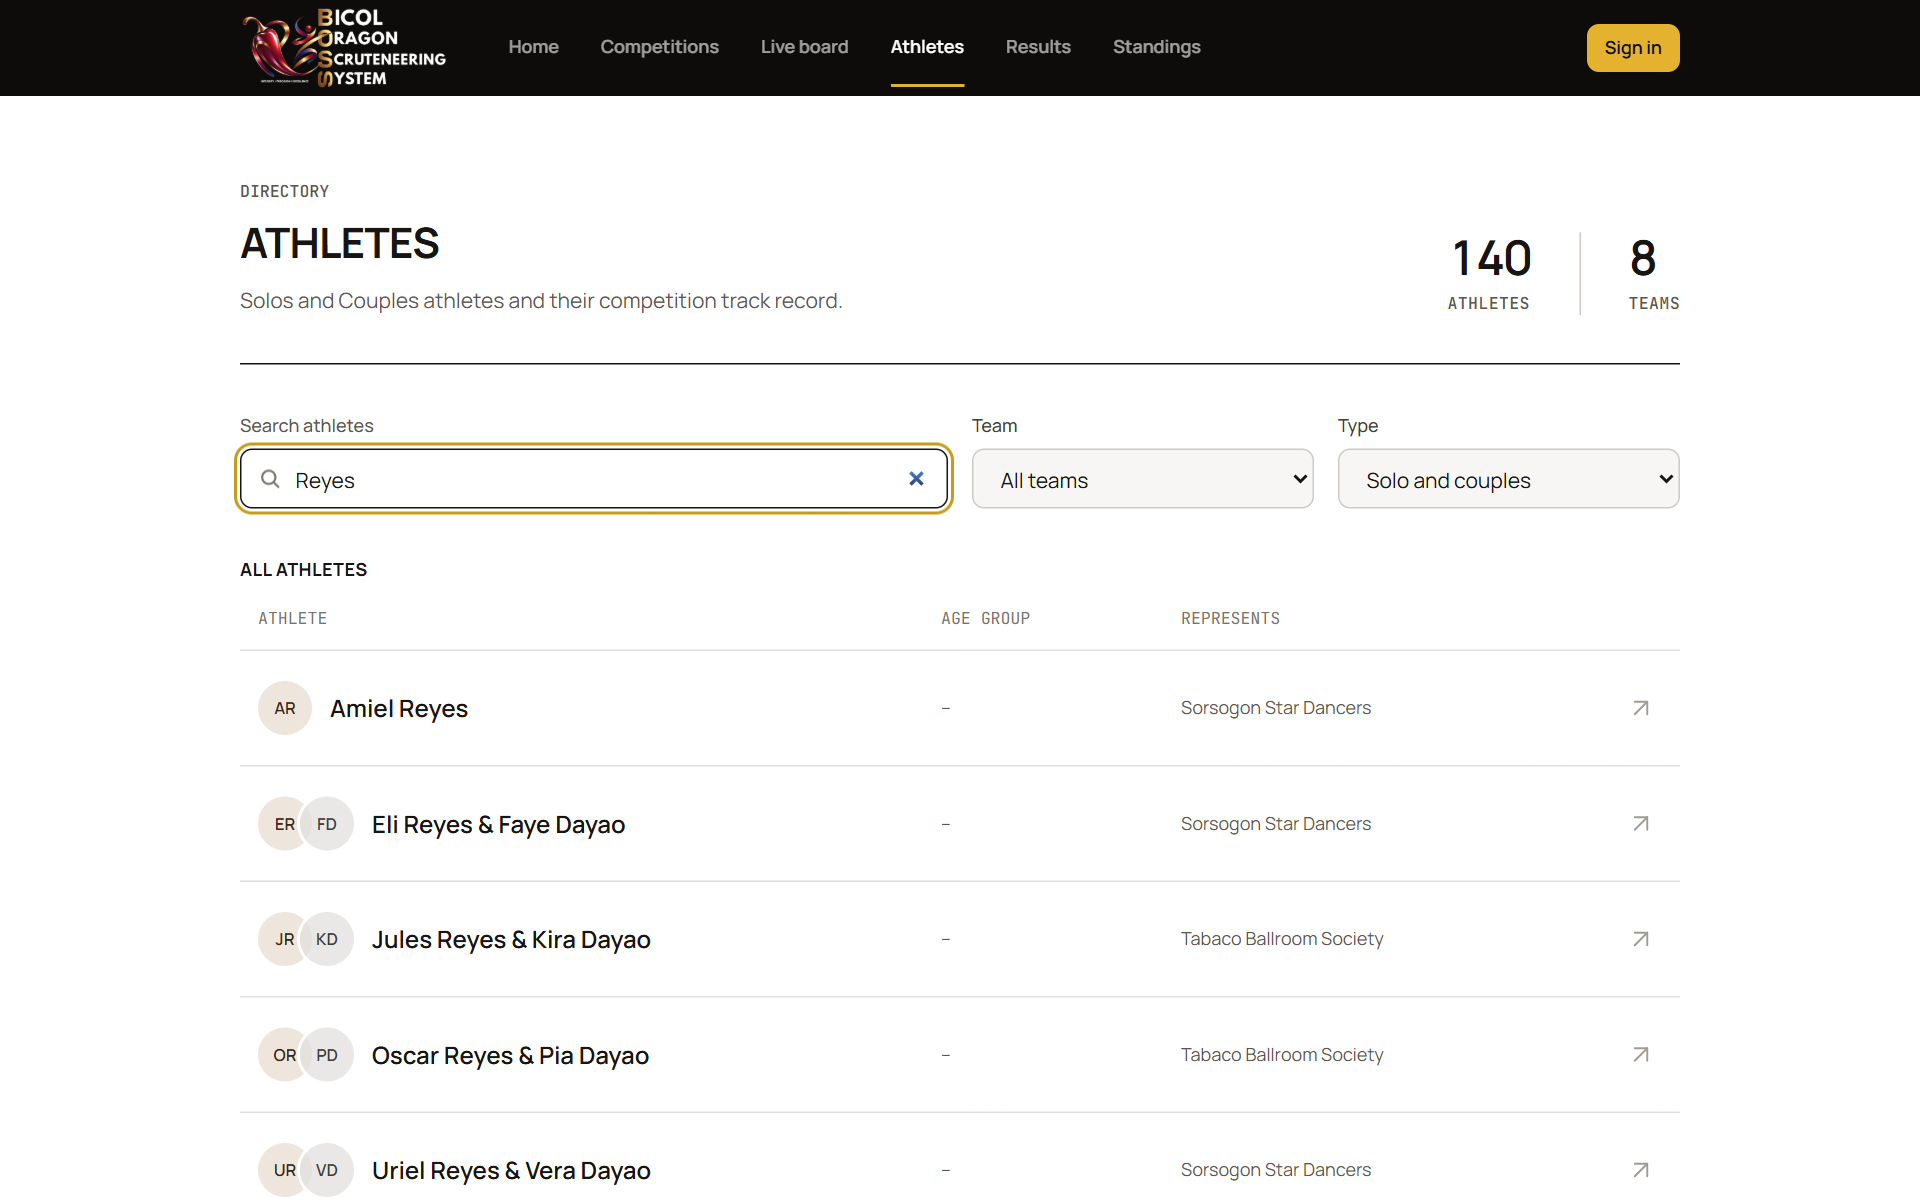 BICOL
ORAGON
SCRUTENEERING
SYSTEM
Home
Competitions
Live board
Athletes
Results
Standings
Sign in
DIRECTORY
ATHLETES
Solos and Couples athletes and their competition track record.
140
ATHLETES
8
TEAMS
Search athletes
Team
Type
Reyes
All teams
Solo and couples
ALL ATHLETES
ATHLETE
AGE GROUP
REPRESENTS
AR
Amiel Reyes
–
Sorsogon Star Dancers
ER
FD
Eli Reyes & Faye Dayao
–
Sorsogon Star Dancers
JR
KD
Jules Reyes & Kira Dayao
–
Tabaco Ballroom Society
OR
PD
Oscar Reyes & Pia Dayao
–
Tabaco Ballroom Society
UR
VD
Uriel Reyes & Vera Dayao
–
Sorsogon Star Dancers